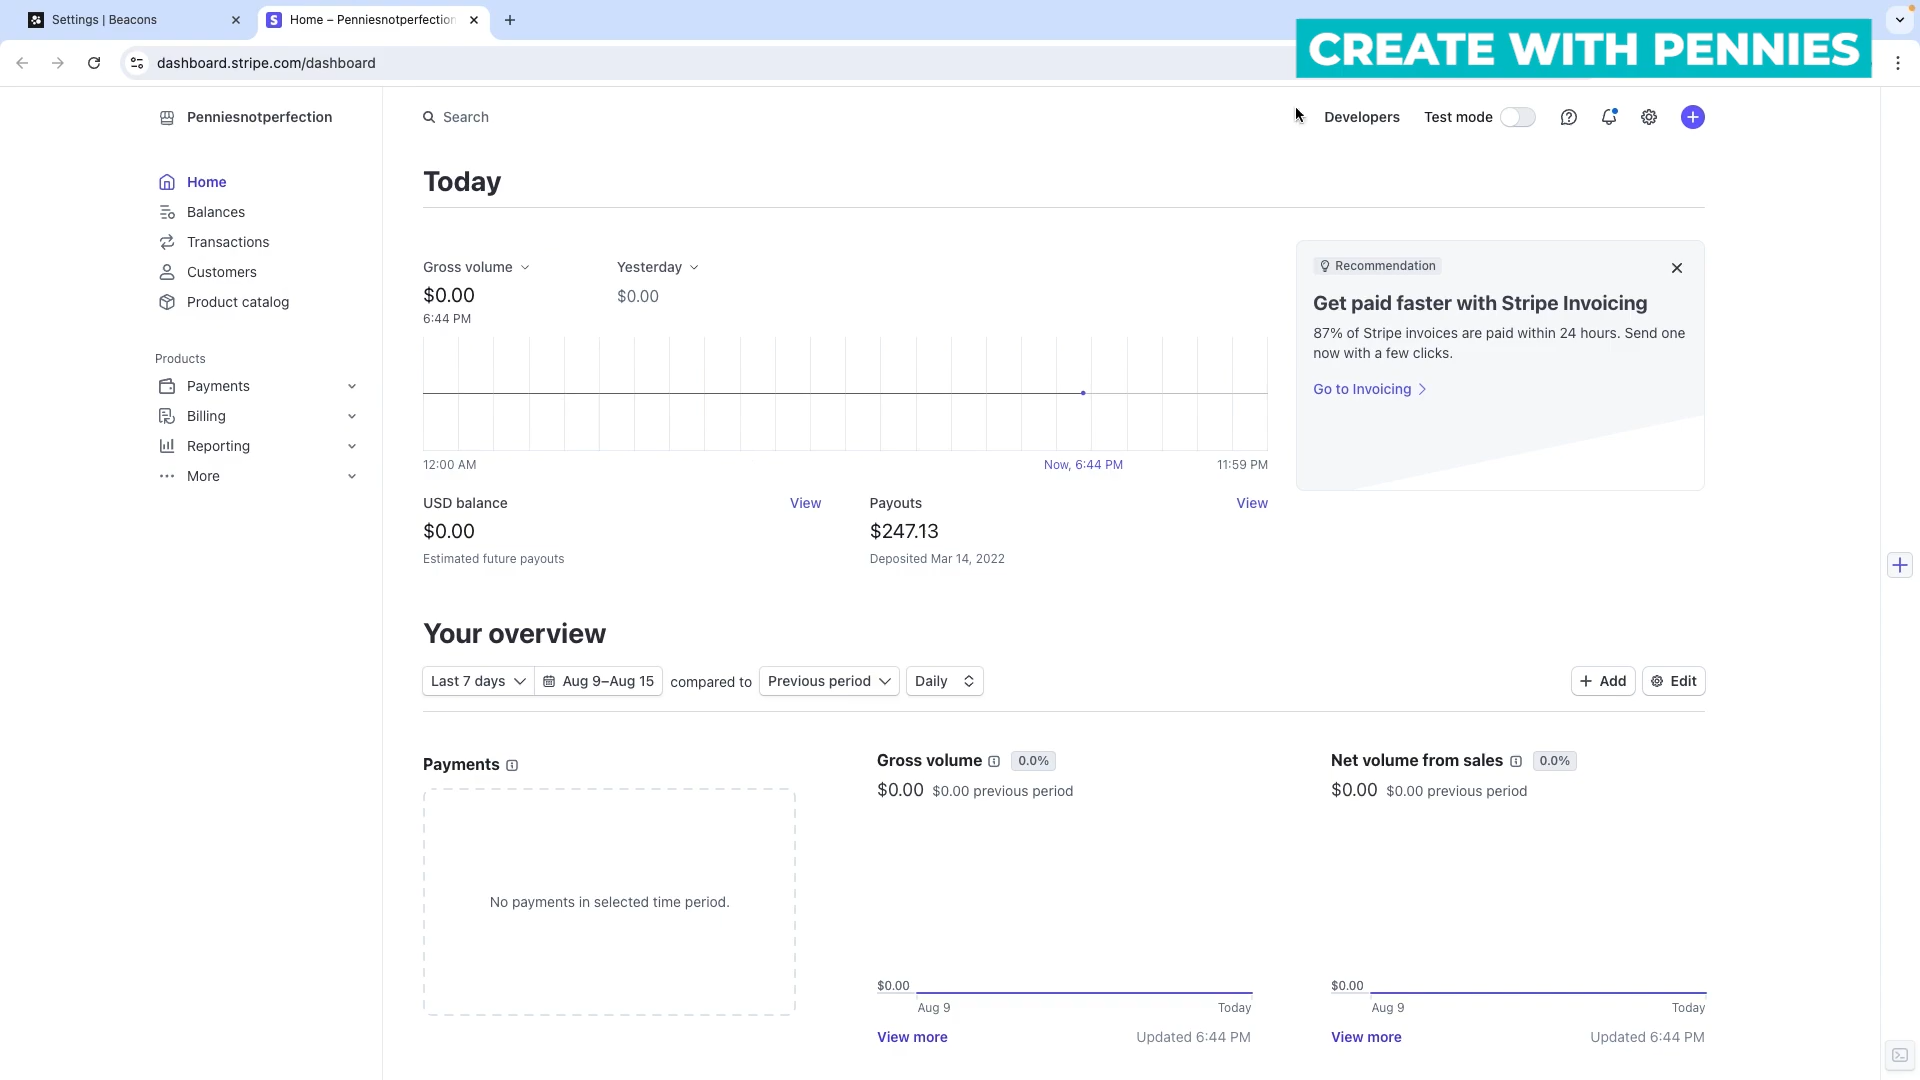 Settings | Beacons
Home – Penniesnotperfection
CREATE WITH PENNIES
dashboard.stripe.com/dashboard
Penniesnotperfection
Search
Developers
Test mode
Home
Balances
Transactions
Customers
Product catalog
Products
Payments
Billing
Reporting
More
Today
Gross volume
Yesterday
$0.00
$0.00
6:44 PM
12:00 AM
Now, 6:44 PM
11:59 PM
Recommendation
Get paid faster with Stripe Invoicing
87% of Stripe invoices are paid within 24 hours. Send one
now with a few clicks.
Go to Invoicing
USD balance
View
$0.00
Estimated future payouts
Payouts
View
$247.13
Deposited Mar 14, 2022
Your overview
Last 7 days
Aug 9–Aug 15
compared to
Previous period
Daily
Add
Edit
Payments
No payments in selected time period.
Gross volume
0.0%
$0.00 $0.00 previous period
$0.00
Aug 9
Today
View more
Updated 6:44 PM
Net volume from sales
0.0%
$0.00 $0.00 previous period
$0.00
Aug 9
Today
View more
Updated 6:44 PM